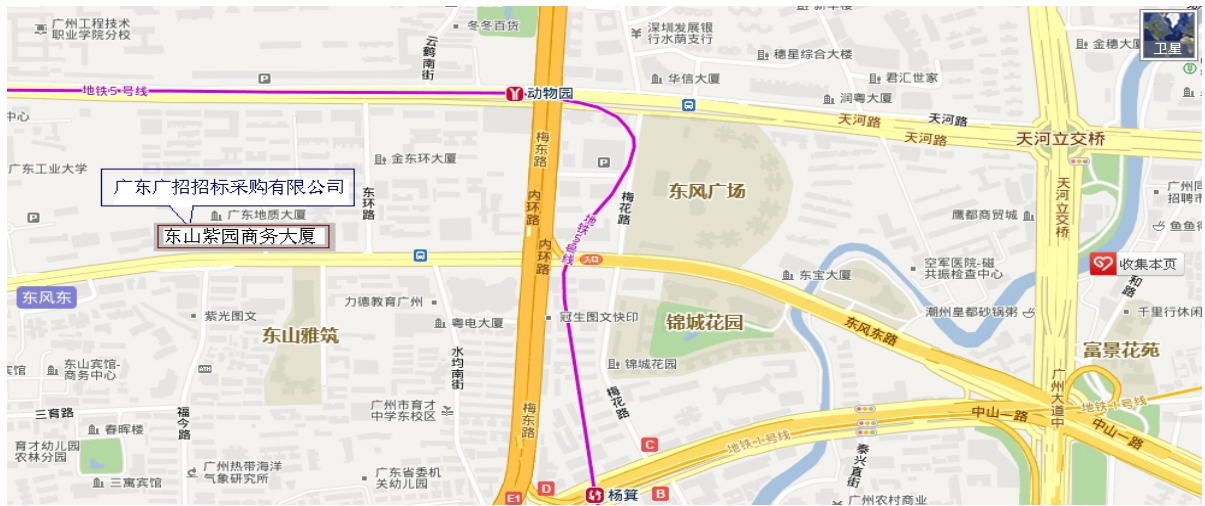 广州工程技术
职业学院分校
冬冬百货
云鹤南街
深圳发展银
行水荫支行
穗星综合大楼
金穗大厦
卫星
华信大厦
君汇世家
P
地铁5号线
动物园
润粤大厦
天河路
天河路
天河路
天河立交桥
中心
广东工业大学
金东环大厦
梅东路
P
东环路
内环路
梅花路
东风广场
天河立交桥
广东广招招标采购有限公司
广东地质大厦
东山紫园商务大厦
P
地铁5号线
鹰都商贸城
广州同
招聘市
鱼鱼
内环路
入口
东宝大厦
空军医院-磁
共振检查中心
收集本页
和路
东风东
力德教育广州
紫光图文
粤电大厦
冠生图文快印
锦城花园
潮州皇都砂锅粥
千里行休闲
东山雅筑
东风东路
富景花苑
水均南街
锦城花园
东山宾馆-
商务中心
宾馆
广州大道中
三育路
福今路
广州市育才
中学东校区
梅东路
梅花路
中山一路
地铁1号线
中山一路
春晖楼
育才幼儿园
农林分园
C
地铁1号线
泰兴直街
广州热带海洋
气象研究所
广东省委机
关幼儿园
三寓宾馆
E1
D
杨箕
B
广州农村商业